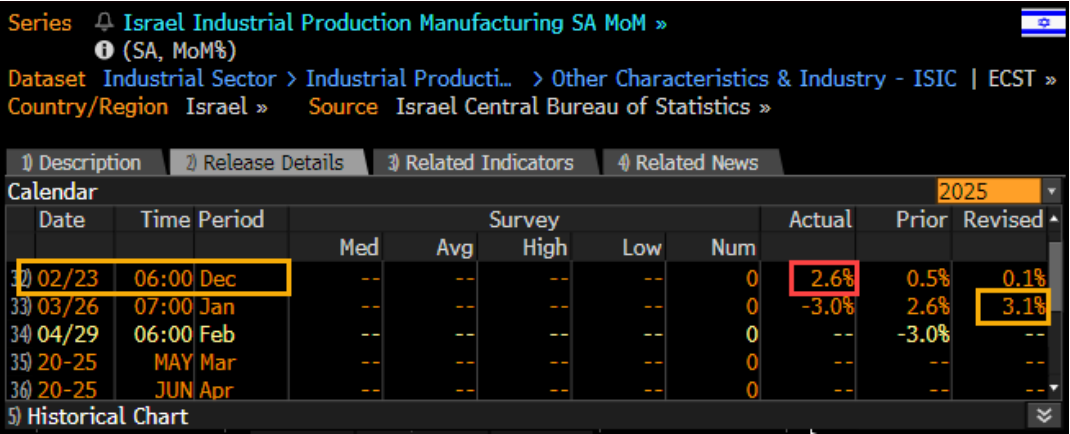 Series Israel Industrial Production Manufacturing SA MoM »
(SA, MoM%)
Dataset Industrial Sector > Industrial Producti... > Other Characteristics & Industry - ISIC | ECST »
Country/Region Israel » Source Israel Central Bureau of Statistics »
1) Description 2) Release Details 3) Related Indicators 4) Related News
Calendar 2025
Date Time Period Survey Actual Prior Revised
Med Avg High Low Num
32) 02/23 06:00 Dec -- -- -- -- 0 2.6% 0.5% 0.1%
33) 03/26 07:00 Jan -- -- -- -- 0 -3.0% 2.6% 3.1%
34) 04/29 06:00 Feb -- -- -- -- 0 -- -3.0% --
35) 20-25 MAY Mar -- -- -- -- 0 -- -- --
36) 20-25 JUN Apr -- -- -- -- 0 -- -- --
5) Historical Chart